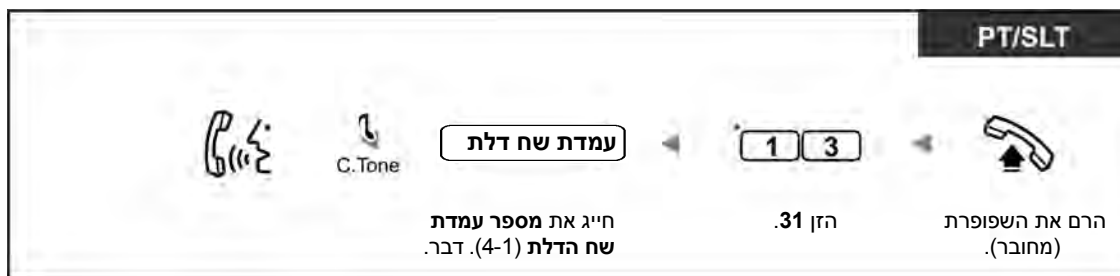 PT/SLT
1 3
עמדת שח דלת
C.Tone
הרם את השפופרת
(מחובר).
הזן 31.
חייג את מספר עמדת
שח הדלת (4-1). דבר.